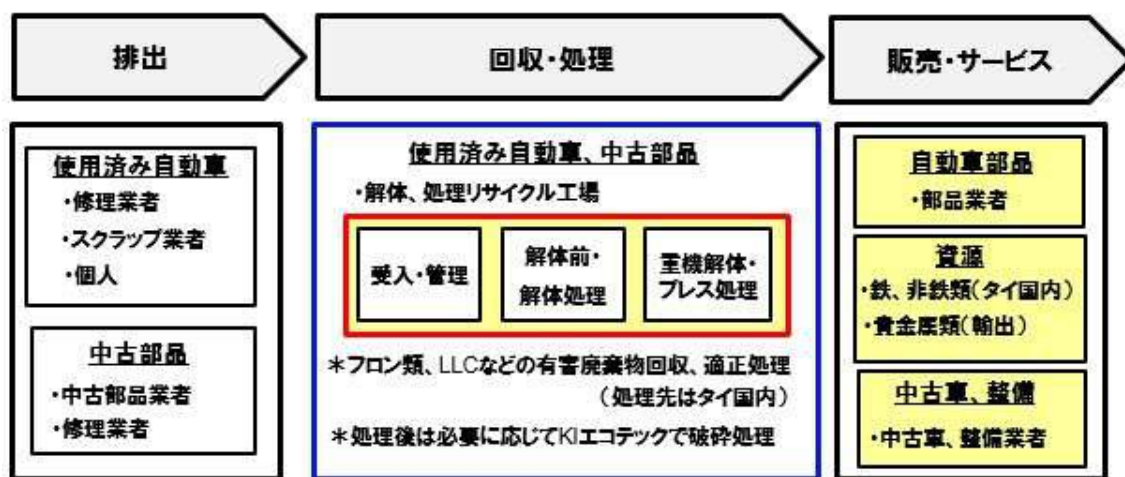 排出
回収・処理
販売・サービス
使用済み自動車
・修理業者
・スクラップ業者
・個人
中古部品
・中古部品業者
・修理業者
使用済み自動車、中古部品
・解体、処理リサイクル工場
受入・管理
解体前・
解体処理
重機解体・
プレス処理
＊フロン類、LLCなどの有害廃棄物回収、適正処理
（処理先はタイ国内）
＊処理後は必要に応じてKIエコテックで破砕処理
自動車部品
・部品業者
資源
・鉄、非鉄類（タイ国内）
・貴金属類（輸出）
中古車、整備
・中古車、整備業者